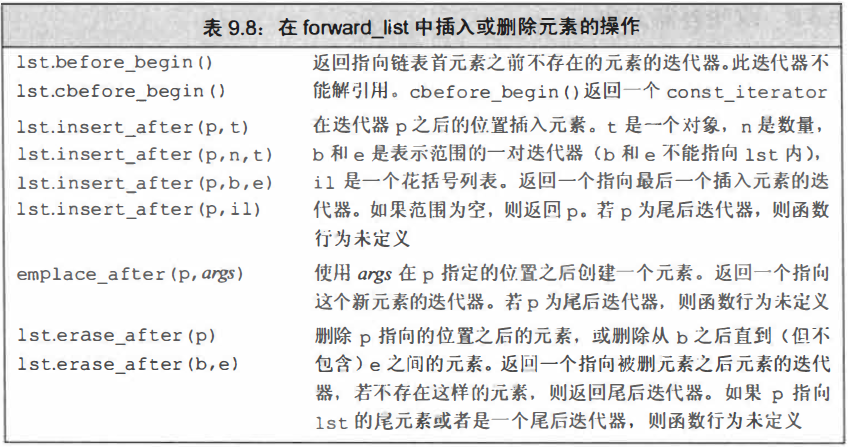 表 9.8：在 forward_list 中插入或删除元素的操作
lst.before_begin() 返回指向链表首元素之前不存在的元素的迭代器。此迭代器不
lst.cbefore_begin() 能解引用。cbefore_begin()返回一个 const_iterator
lst.insert_after(p,t) 在迭代器 p 之后的位置插入元素。t 是一个对象，n 是数量，
lst.insert_after(p,n,t) b 和 e 是表示范围的一对迭代器（b 和 e 不能指向 lst 内），
lst.insert_after(p,b,e) il 是一个花括号列表。返回一个指向最后一个插入元素的迭
lst.insert_after(p,il) 代器。如果范围为空，则返回 p。若 p 为尾后迭代器，则函数
行为未定义
emplace_after(p,args) 使用 args 在 p 指定的位置之后创建一个元素。返回一个指向
这个新元素的迭代器。若 p 为尾后迭代器，则函数行为未定义
lst.erase_after(p) 删除 p 指向的位置之后的元素，或删除从 b 之后直到（但不
lst.erase_after(b,e) 包含）e 之间的元素。返回一个指向被删元素之后元素的迭代
器，若不存在这样的元素，则返回尾后迭代器。如果 p 指向
lst 的尾元素或者是一个尾后迭代器，则函数行为未定义